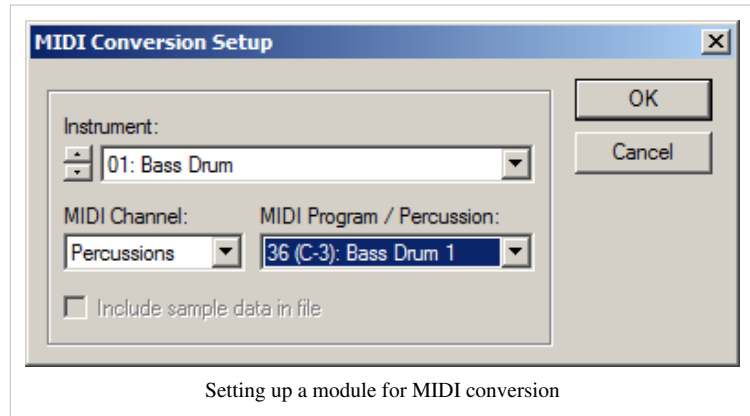 MIDI Conversion Setup
OK
Instrument:
01: Bass Drum
Cancel
MIDI Channel: MIDI Program / Percussion:
Percussions 36 (C-3): Bass Drum 1
Include sample data in file
Setting up a module for MIDI conversion